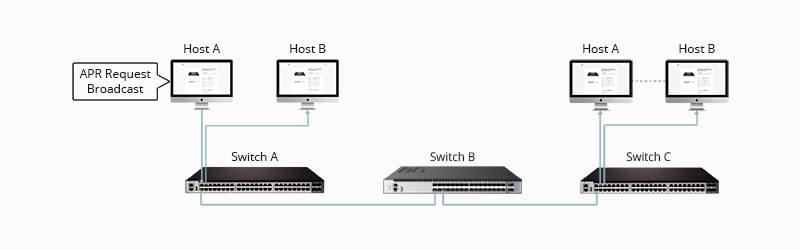 Host A
Host B
Host A
Host B
APR Request
Broadcast
Switch A
Switch B
Switch C